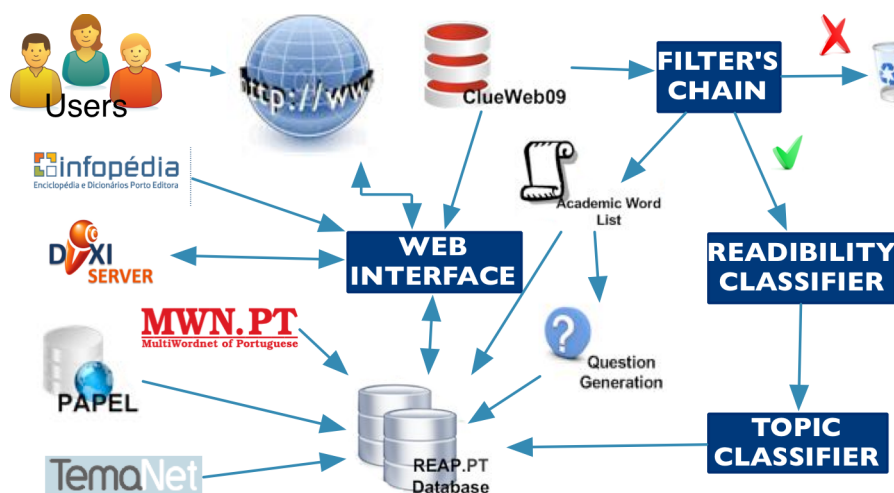 Users
http://www
ClueWeb09
FILTER'S
CHAIN
infopédia
Enciclopédia e Dicionários Porto Editora
Academic Word
List
DIXI
SERVER
WEB
INTERFACE
READIBILITY
CLASSIFIER
MWN.PT
MultiWordnet of Portuguese
?
Question
Generation
PAPEL
TemaNet
REAP.PT
Database
TOPIC
CLASSIFIER